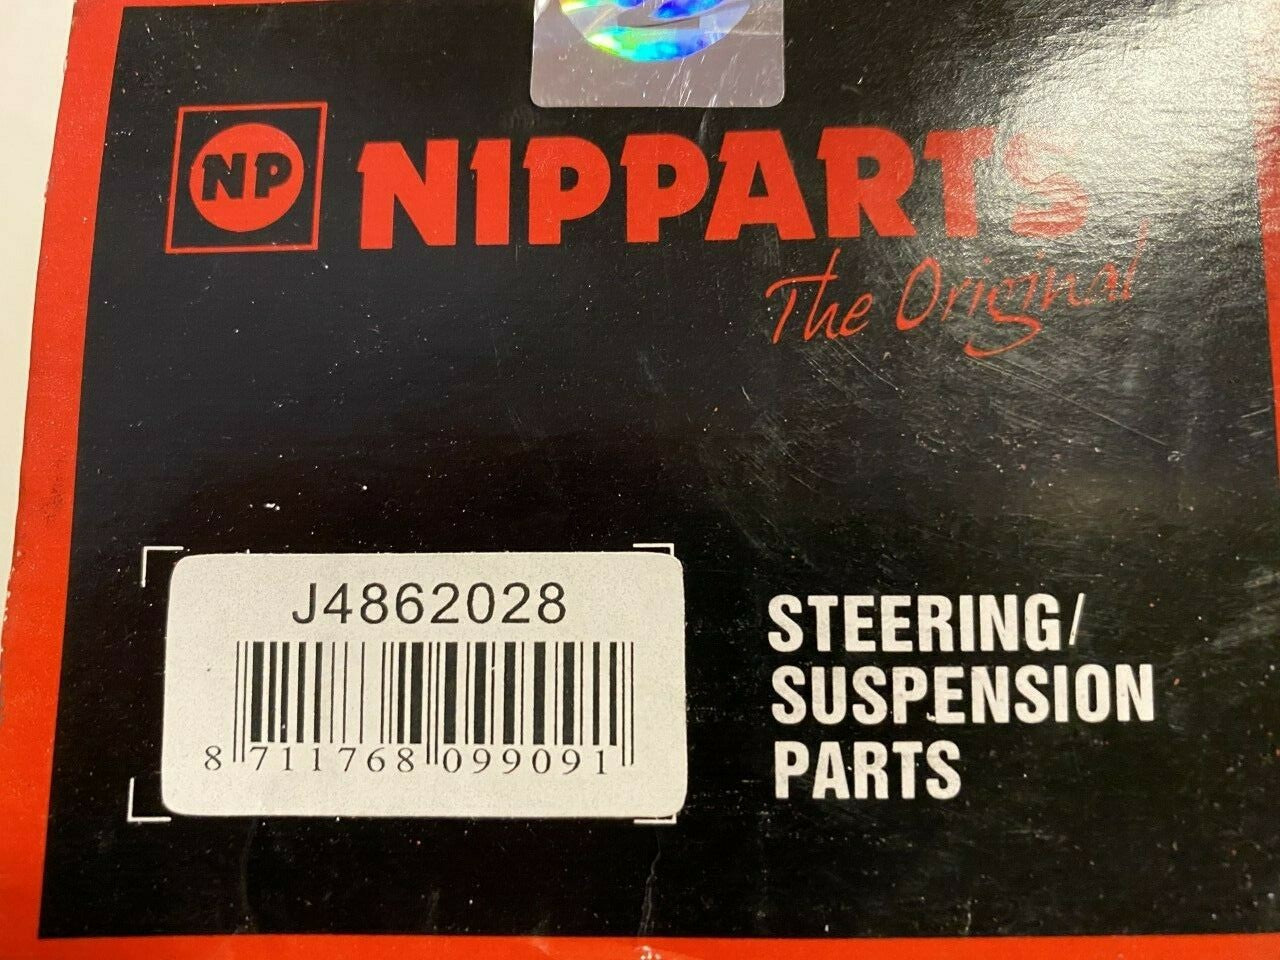 NP NIPPARTS
The Original
J4862028
8 711768 099091
STEERING/
SUSPENSION
PARTS